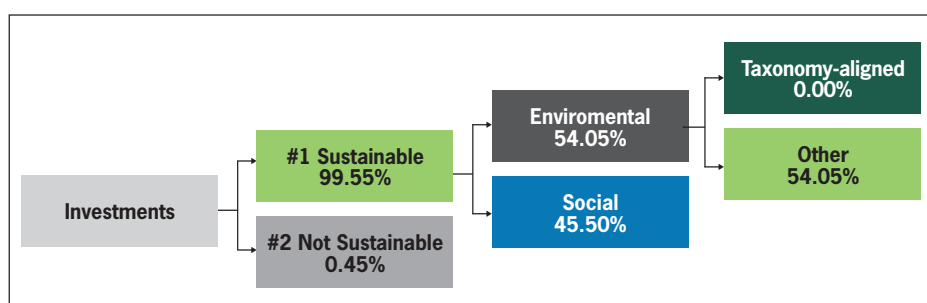 Investments
#1 Sustainable
99.55%
#2 Not Sustainable
0.45%
Enviromental
54.05%
Social
45.50%
Taxonomy-aligned
0.00%
Other
54.05%